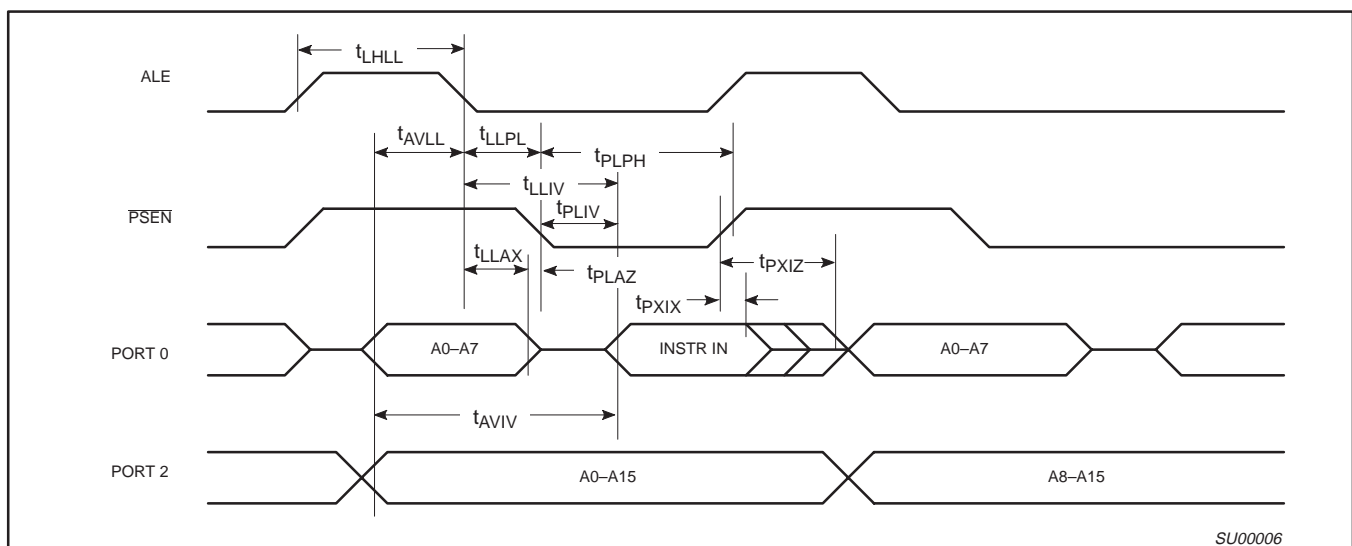 tLHLL
ALE
tAVLL
tLLPL
tPLPH
tLLIV
PSEN
tPLIV
tLLAX
tPLAZ
tPXIZ
tPXIX
PORT 0
A0–A7
INSTR IN
A0–A7
tAVIV
PORT 2
A0–A15
A8–A15
SU00006